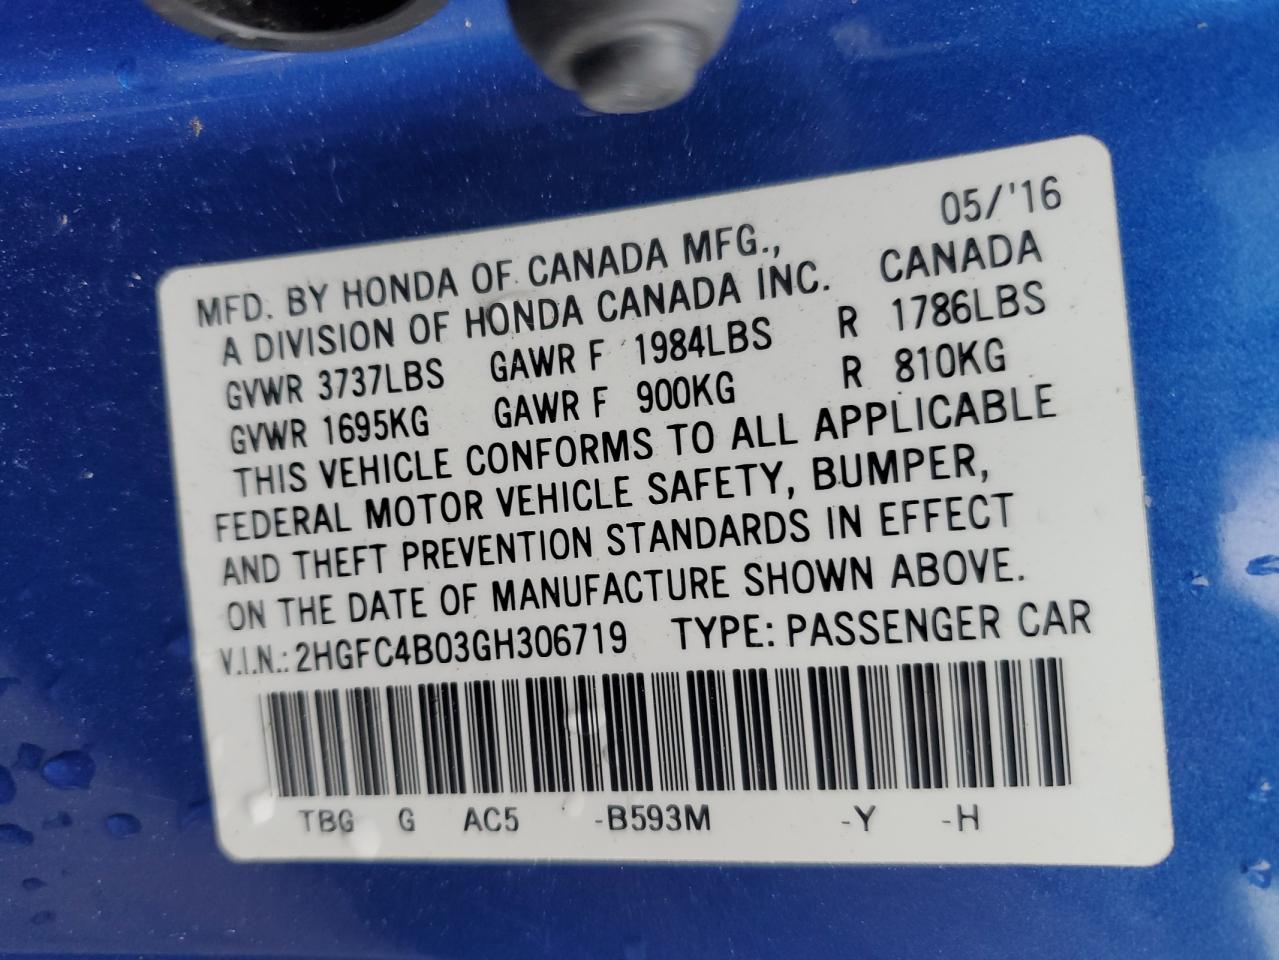 05/'16
MFD. BY HONDA OF CANADA MFG.,
A DIVISION OF HONDA CANADA INC. CANADA
GVWR 3737LBS GAWR F 1984LBS R 1786LBS
GVWR 1695KG GAWR F 900KG R 810KG
THIS VEHICLE CONFORMS TO ALL APPLICABLE
FEDERAL MOTOR VEHICLE SAFETY, BUMPER,
AND THEFT PREVENTION STANDARDS IN EFFECT
ON THE DATE OF MANUFACTURE SHOWN ABOVE.
V.I.N.: 2HGFC4B03GH306719 TYPE: PASSENGER CAR
TBG G AC5 -B593M -Y -H